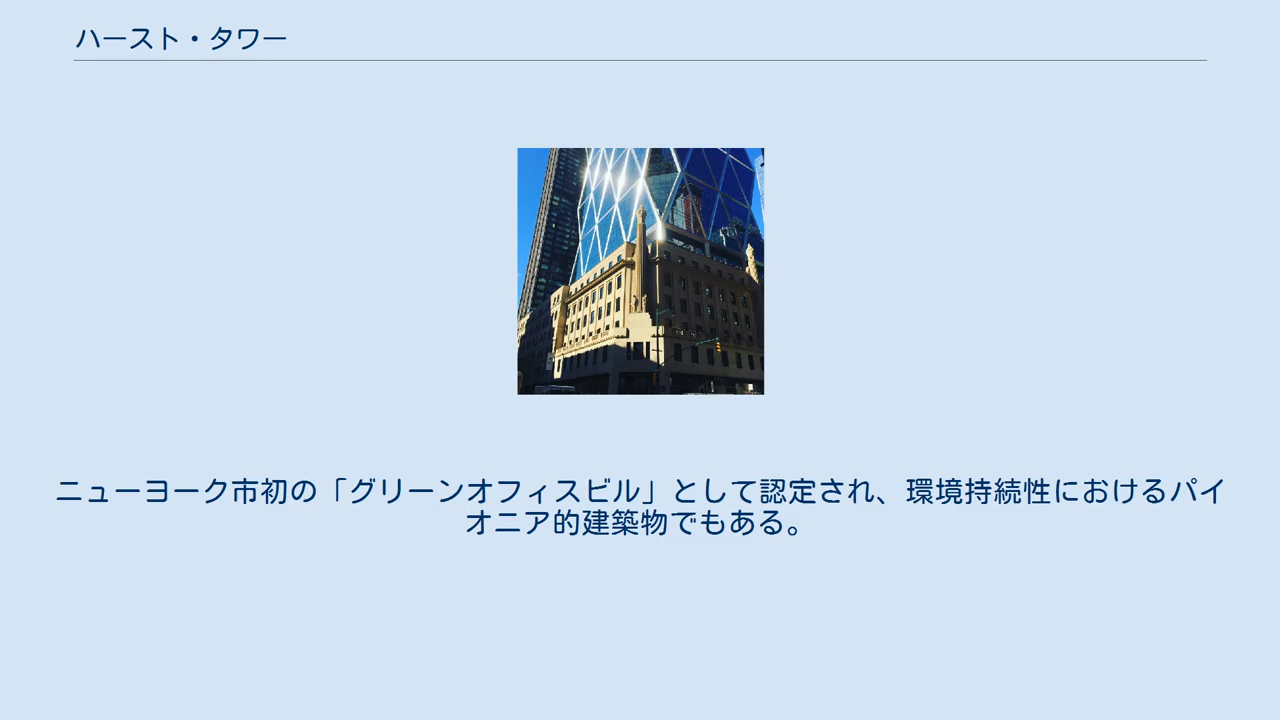 ハースト・タワー
ニューヨーク市初の「グリーンオフィスビル」として認定され、環境持続性におけるパイ
オニア的建築物でもある。